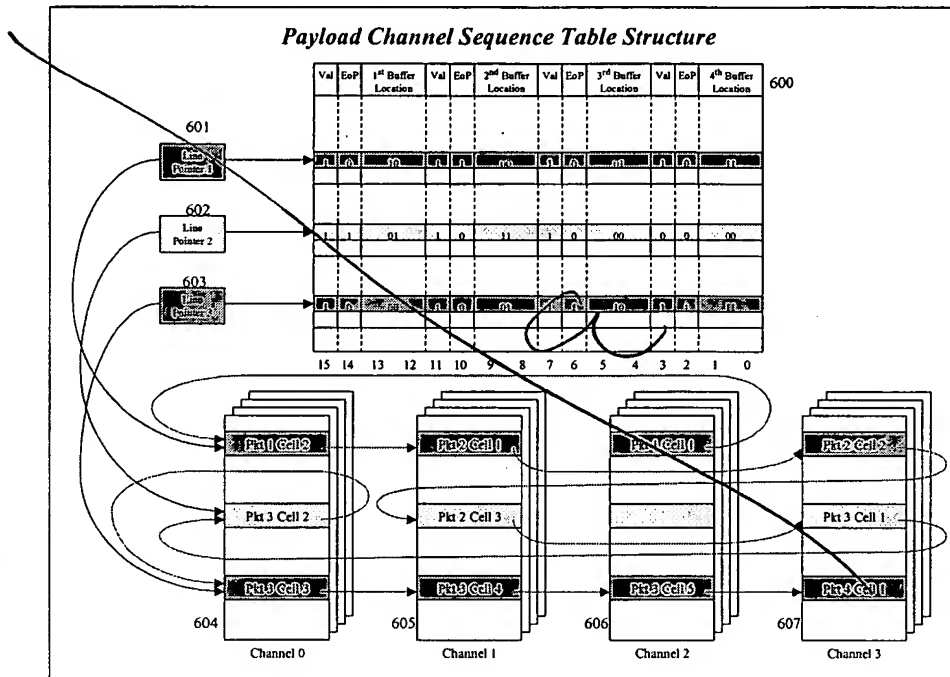 Payload Channel Sequence Table Structure
Val EoP 1st Buffer Location Val EoP 2nd Buffer Location Val EoP 3rd Buffer Location Val EoP 4th Buffer Location
600
601
Line Pointer 1
602
Line Pointer 2
1 1 01 1 0 11 1 0 00 0 0 00
603
Line Pointer
15 14 13 12 11 10 9 8 7 6 5 4 3 2 1 0
Pkt 1 Cell 2 Pkt 2 Cell 1 Cell 1 Pkt 2 Cell 2
Pkt 3 Cell 2 Pkt 2 Cell 3 Pkt 3 Cell 1
Pkt 3 Cell 3 Pkt 3 Cell 4 Pkt 3 Cell 5 Pkt 4 Cell 1
604 605 606 607
Channel 0 Channel 1 Channel 2 Channel 3